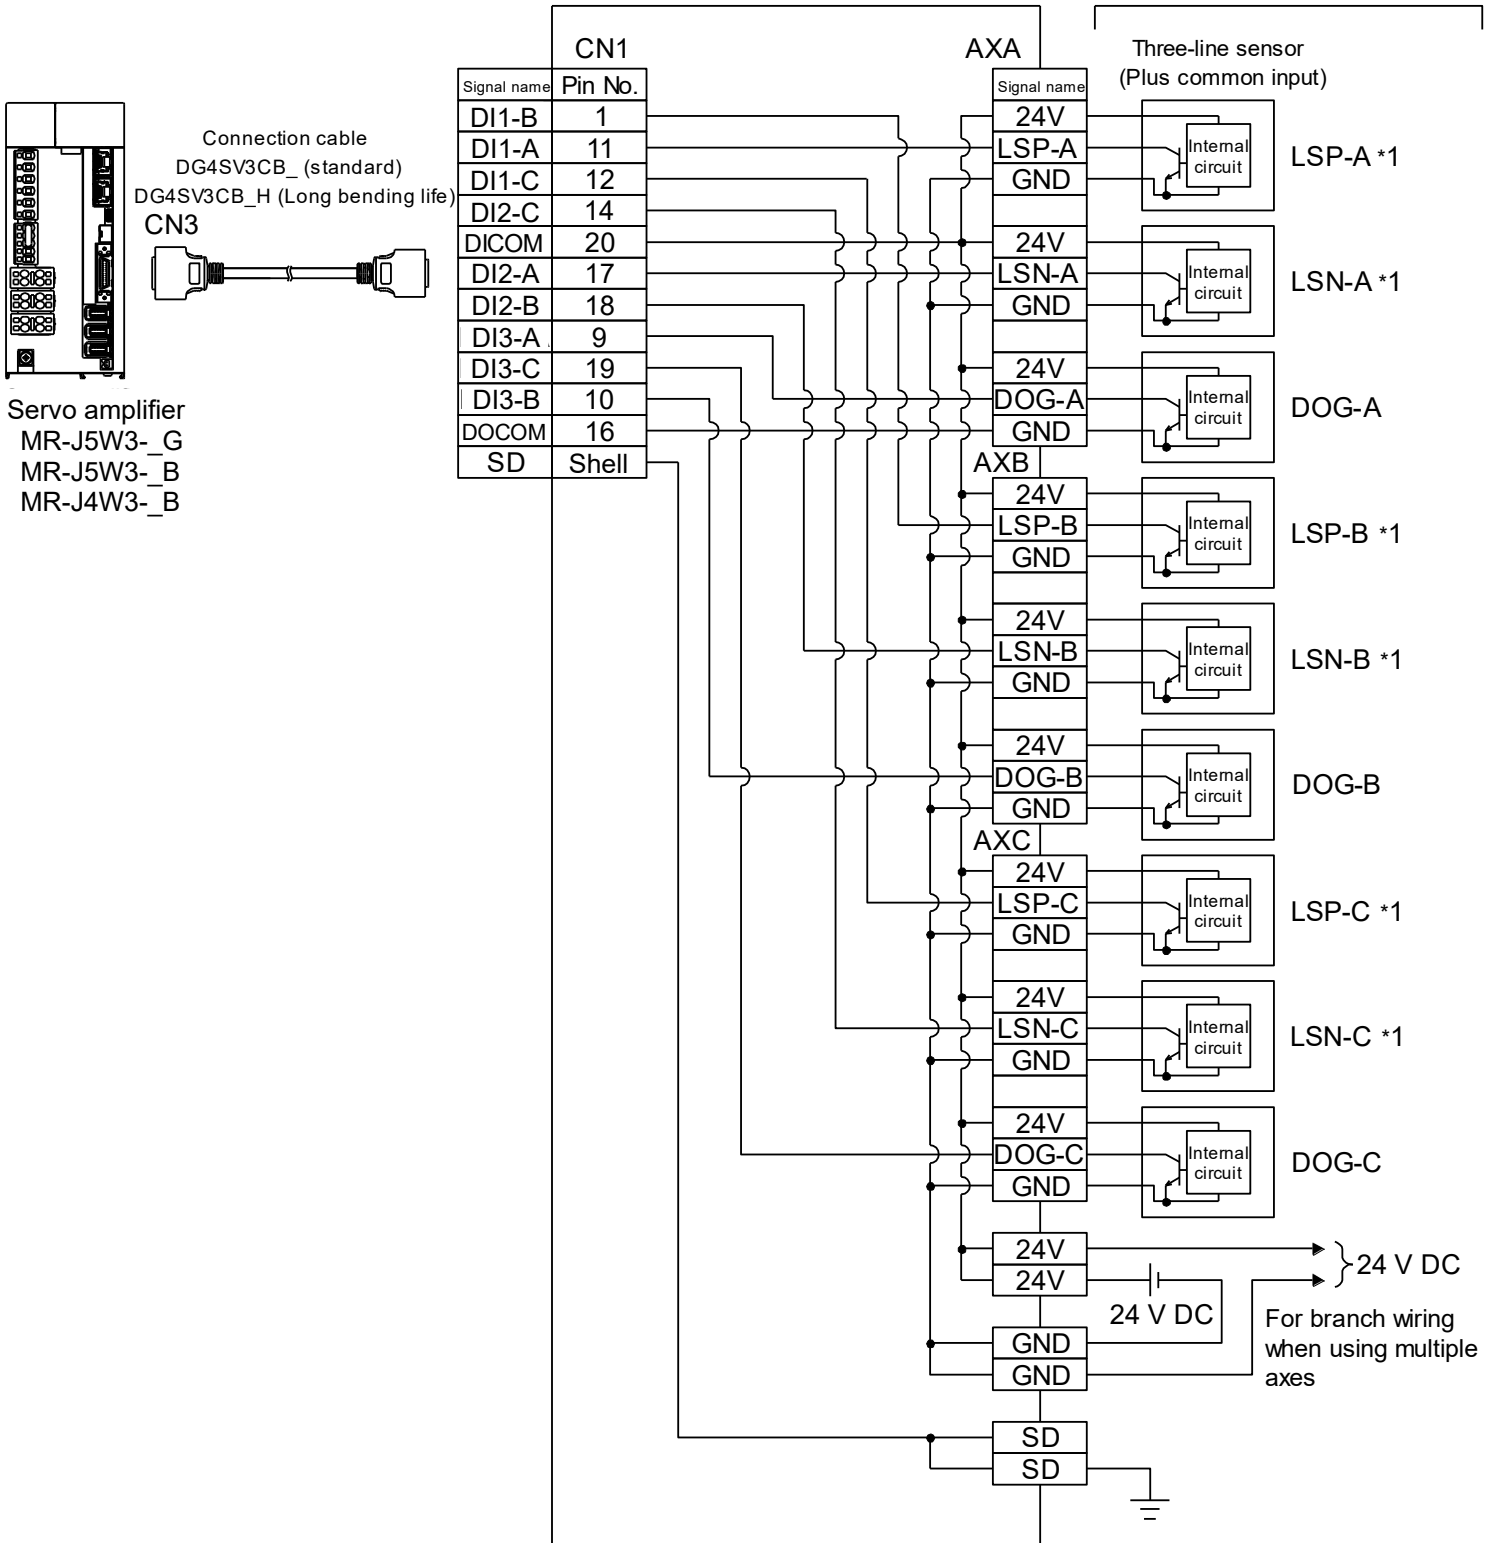 CN1
AXA
Three-line sensor
(Plus common input)
Signal name Pin No.
DI1-B 1
DI1-A 11
DI1-C 12
DI2-C 14
DICOM 20
DI2-A 17
DI2-B 18
DI3-A 9
DI3-C 19
DI3-B 10
DOCOM 16
SD Shell
Connection cable
DG4SV3CB_ (standard)
DG4SV3CB_H (Long bending life)
CN3
Servo amplifier
MR-J5W3-_G
MR-J5W3-_B
MR-J4W3-_B
Signal name
24V
LSP-A
GND
Internal
circuit
LSP-A *1
24V
LSN-A
GND
Internal
circuit
LSN-A *1
24V
DOG-A
GND
Internal
circuit
DOG-A
AXB
24V
LSP-B
GND
Internal
circuit
LSP-B *1
24V
LSN-B
GND
Internal
circuit
LSN-B *1
24V
DOG-B
GND
Internal
circuit
DOG-B
AXC
24V
LSP-C
GND
Internal
circuit
LSP-C *1
24V
LSN-C
GND
Internal
circuit
LSN-C *1
24V
DOG-C
GND
Internal
circuit
DOG-C
24V
24V
24 V DC
24 V DC
GND
GND
For branch wiring
when using multiple
axes
SD
SD